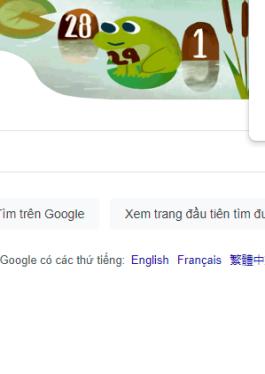 28 29 1
Tìm trên Google Xem trang đầu tiên tìm
Google có các thứ tiếng: English Français 繁體中